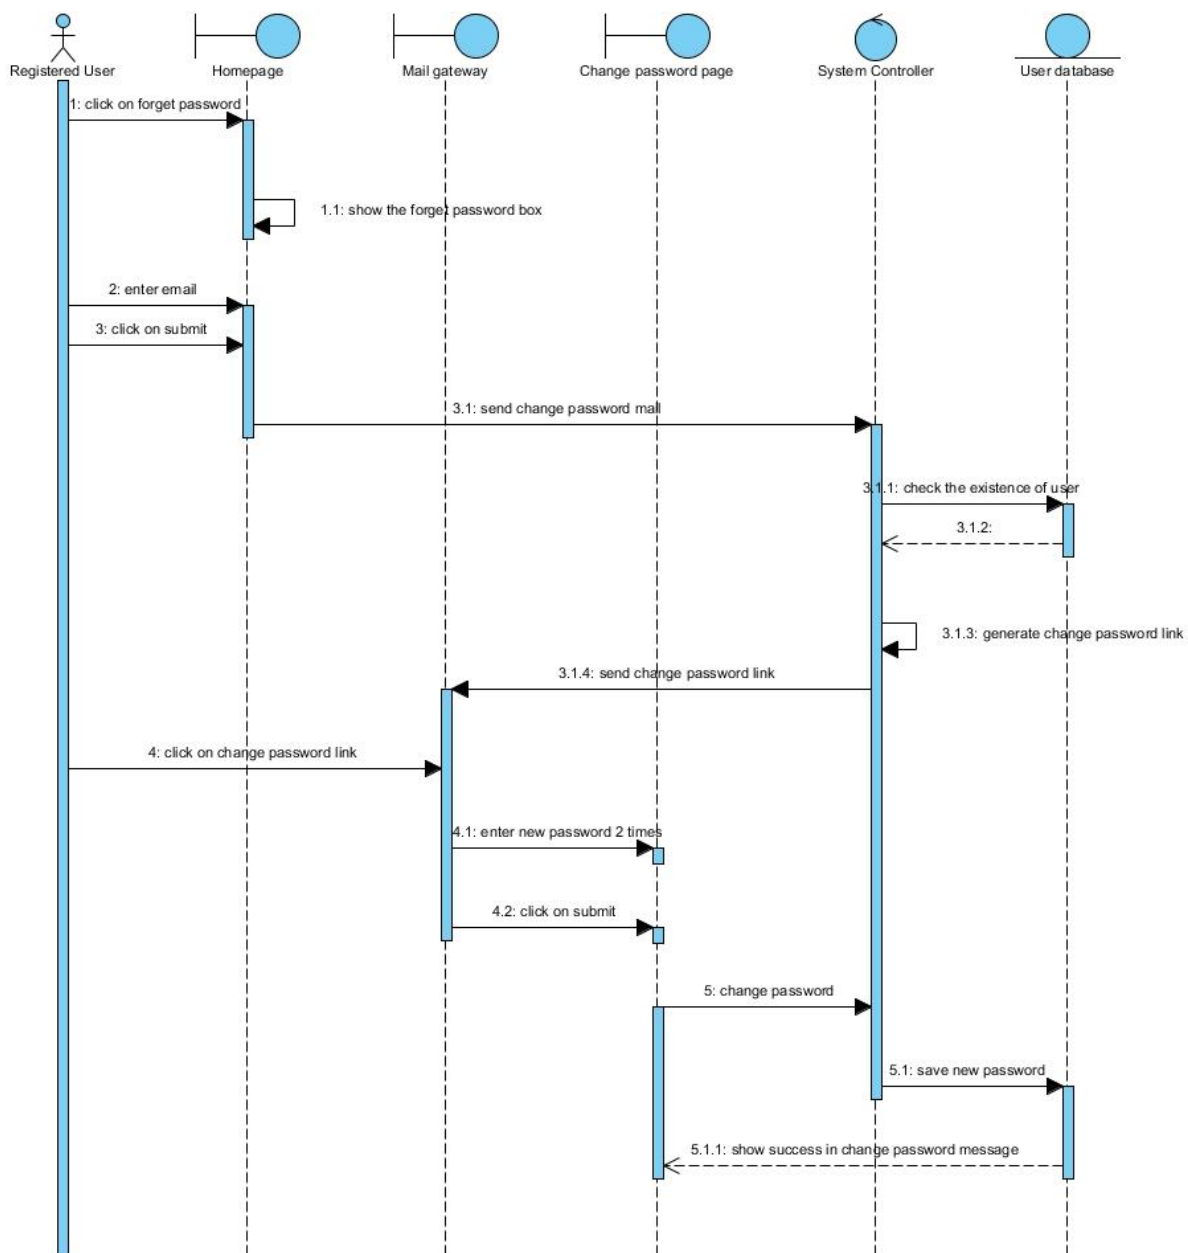 Registered User
Homepage
Mail gateway
Change password page
System Controller
User database
1: click on forget password
1.1: show the forget password box
2: enter email
3: click on submit
3.1: send change password mail
3.1.1: check the existence of user
3.1.2:
3.1.3: generate change password link
3.1.4: send change password link
4: click on change password link
4.1: enter new password 2 times
4.2: click on submit
5: change password
5.1: save new password
5.1.1: show success in change password message